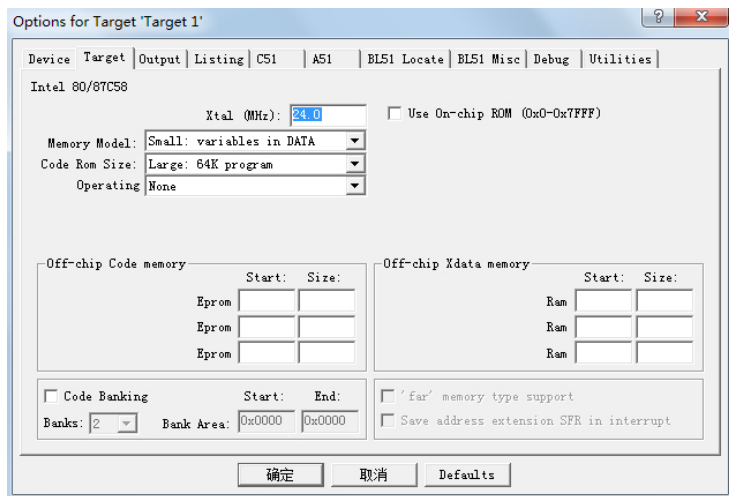 Options for Target 'Target 1'
Device Target Output Listing C51 A51 BL51 Locate BL51 Misc Debug Utilities
Intel 80/87C58
Xtal (MHz): 24.0 Use On-chip ROM (0x0-0x7FFF)
Memory Model: Small: variables in DATA
Code Rom Size: Large: 64K program
Operating None
Off-chip Code memory Off-chip Xdata memory
Start: Size: Start: Size:
Eprom Ram
Eprom Ram
Eprom Ram
Code Banking Start: End: 'far' memory type support
Banks: 2 Bank Area: 0x0000 0x0000 Save address extension SFR in interrupt
确定 取消 Defaults